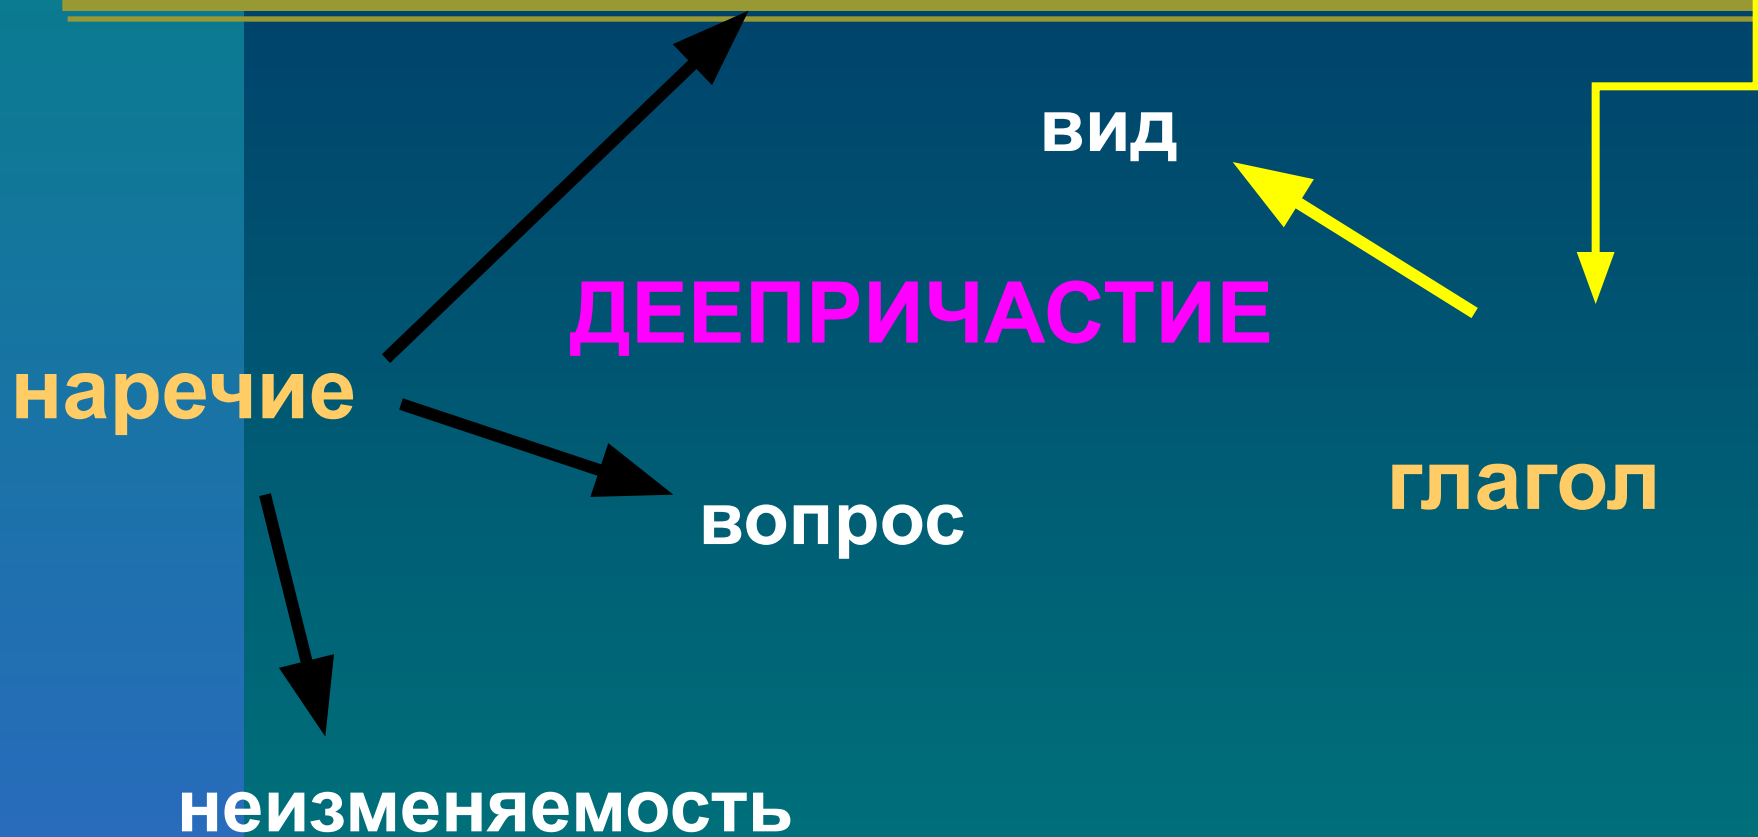 вид
ДЕЕПРИЧАСТИЕ
наречие
глагол
вопрос
неизменяемость